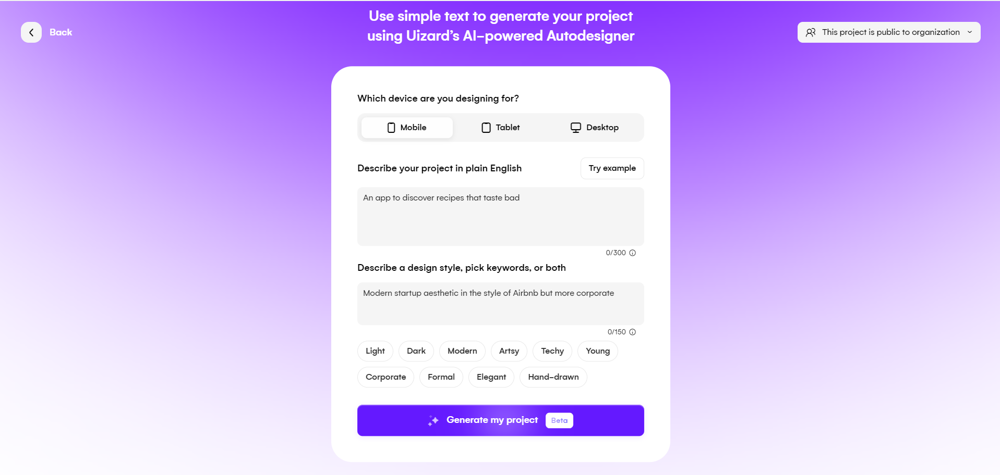 Use simple text to generate your project
using Uizard’s AI-powered Autodesigner
Back
This project is public to organization
Which device are you designing for?
Mobile
Tablet
Desktop
Describe your project in plain English
Try example
An app to discover recipes that taste bad
0/300
Describe a design style, pick keywords, or both
Modern startup aesthetic in the style of Airbnb but more corporate
0/150
Light
Dark
Modern
Artsy
Techy
Young
Corporate
Formal
Elegant
Hand-drawn
Generate my project
Beta